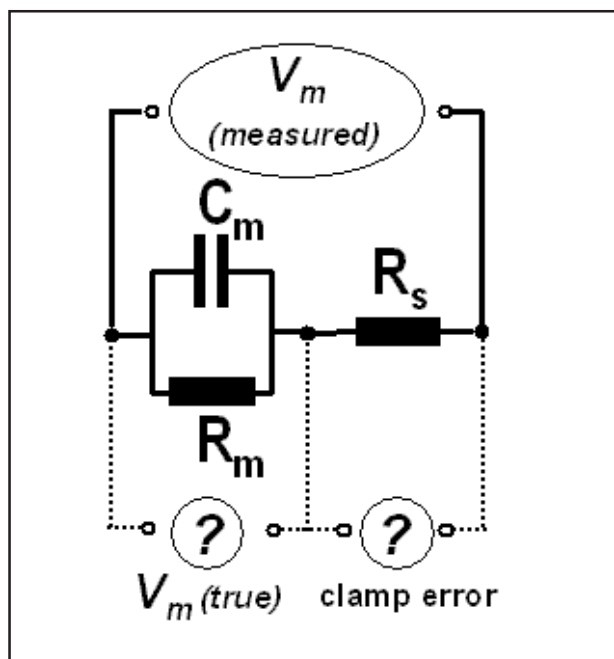 Vm
(measured)
Cm
Rs
Rm
? ?
Vm (true) clamp error